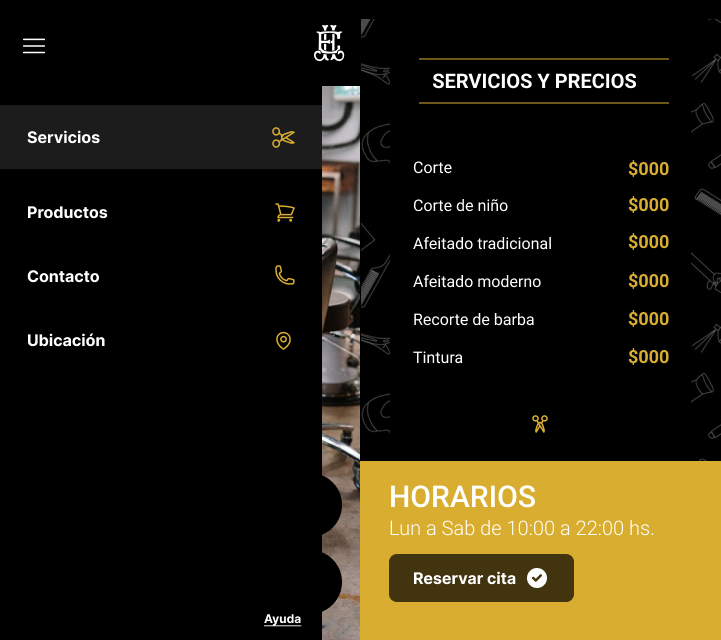 Servicios
Productos
Contacto
Ubicación
Ayuda
SERVICIOS Y PRECIOS
Corte $000
Corte de niño $000
Afeitado tradicional $000
Afeitado moderno $000
Recorte de barba $000
Tintura $000
HORARIOS
Lun a Sab de 10:00 a 22:00 hs.
Reservar cita